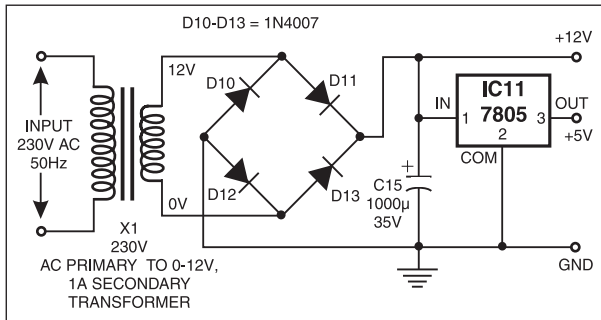 D10-D13 = 1N4007
+12V
12V
D10
D11
IC11
7805
IN
OUT
1
3
2
+5V
COM
INPUT
230V AC
50Hz
D12
D13
+
C15
1000µ
35V
0V
X1
230V
AC PRIMARY TO 0-12V,
1A SECONDARY
TRANSFORMER
GND